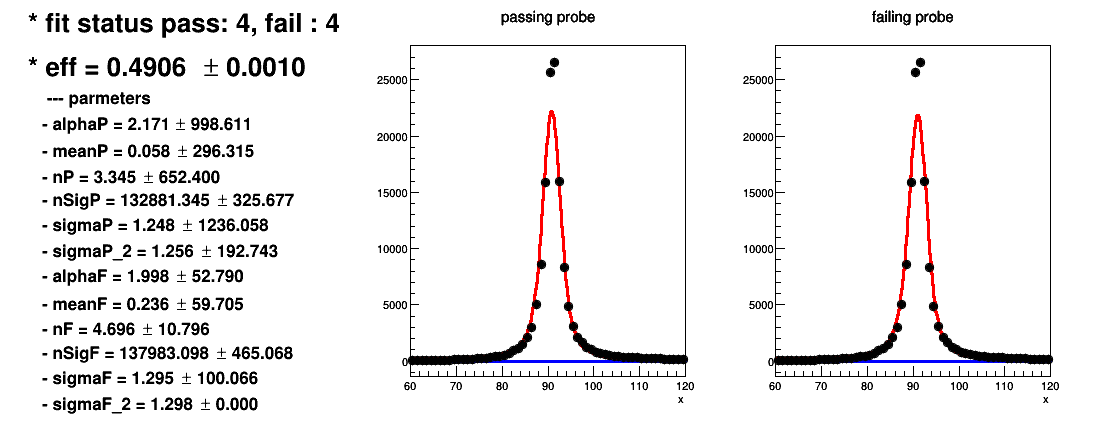 * fit status pass: 4, fail : 4
* eff = 0.4906 ± 0.0010
--- parmeters
- alphaP = 2.171 ± 998.611
- meanP = 0.058 ± 296.315
- nP = 3.345 ± 652.400
- nSigP = 132881.345 ± 325.677
- sigmaP = 1.248 ± 1236.058
- sigmaP_2 = 1.256 ± 192.743
- alphaF = 1.998 ± 52.790
- meanF = 0.236 ± 59.705
- nF = 4.696 ± 10.796
- nSigF = 137983.098 ± 465.068
- sigmaF = 1.295 ± 100.066
- sigmaF_2 = 1.298 ± 0.000
passing probe
25000
20000
15000
10000
5000
0
60 70 80 90 100 110 120
x
failing probe
25000
20000
15000
10000
5000
0
60 70 80 90 100 110 120
x